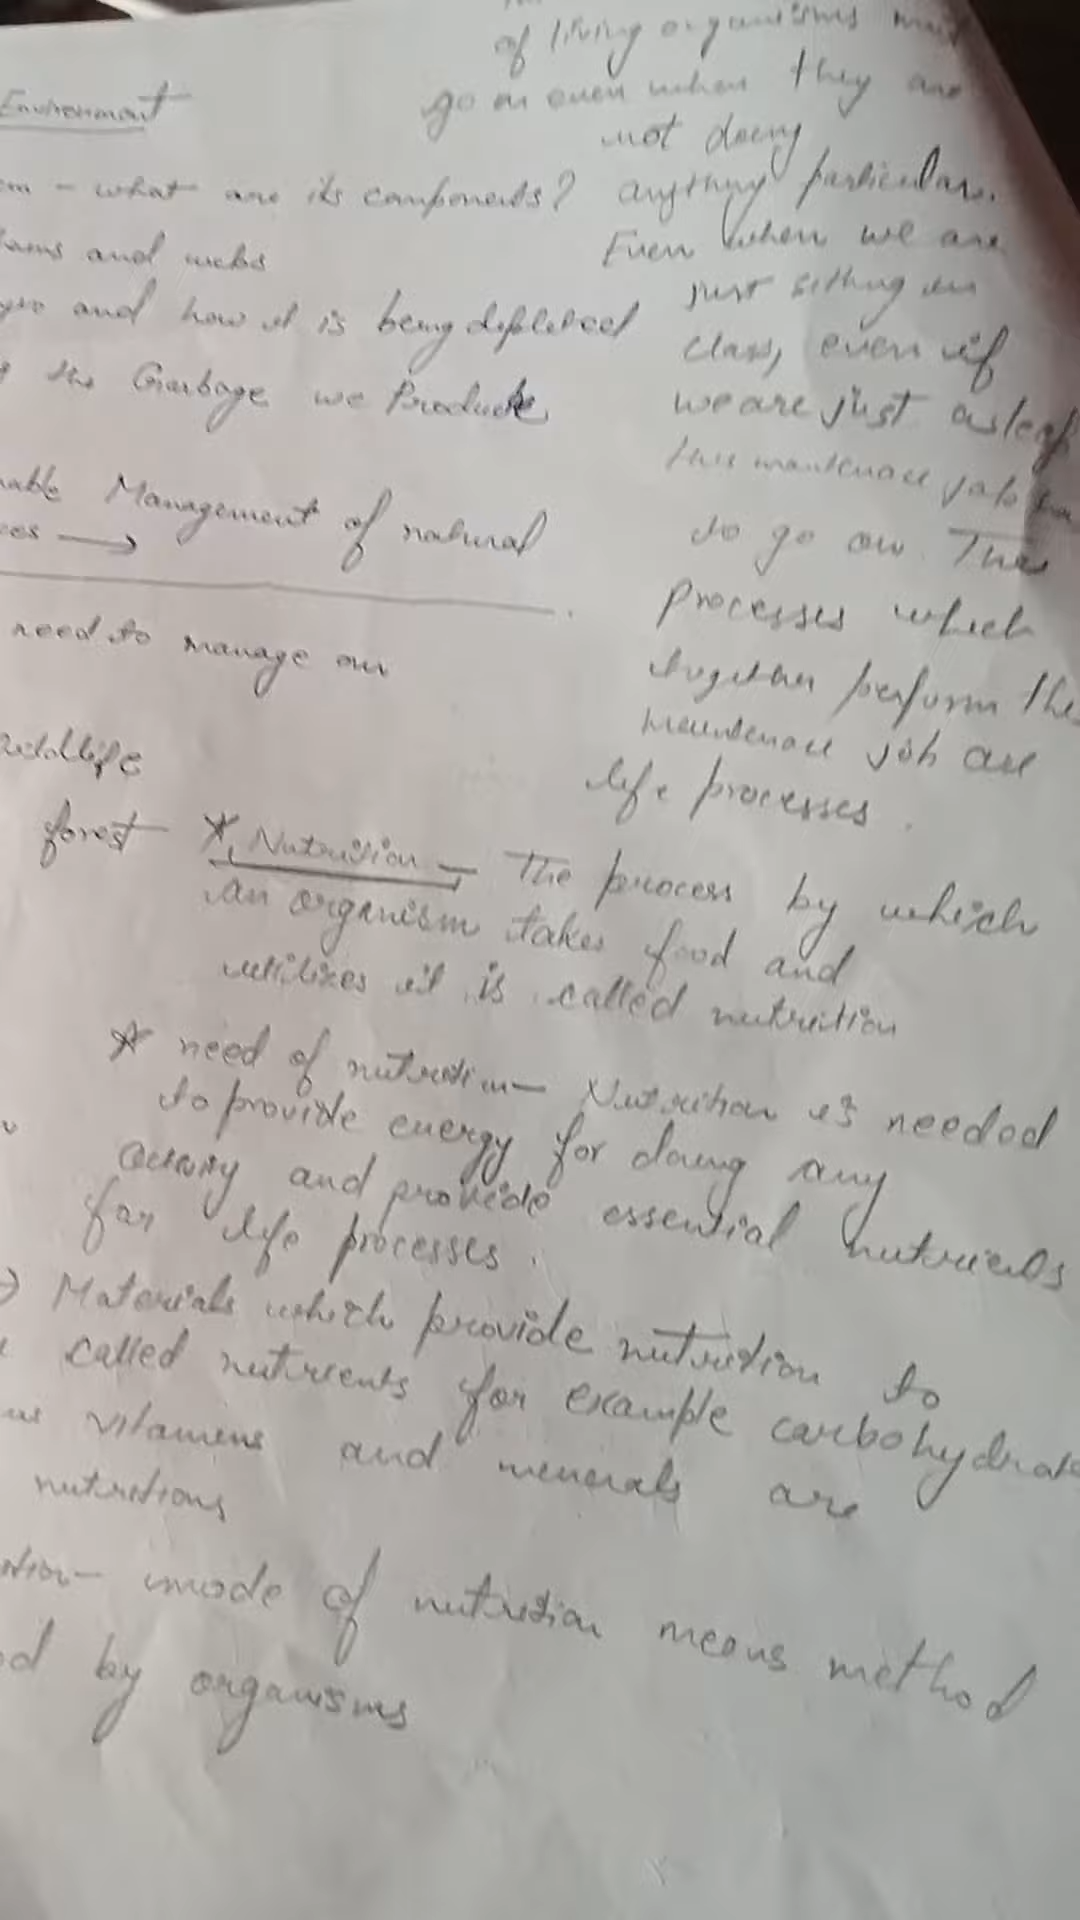 Environment
- what are its components?
and webs
and how it is being depleted
the Garbage we Produce
Management of natural
→
need to manage our
wildlife
forest
of living organisms must
go on even when they are
not doing
anything particular.
Even when we are
just sitting in
class, even if
we are just asleep
this maintenace job
to go on. The
processes which
together perform this
maintenace job are
life processes.
*, Nutrition - The process by which
an organism takes food and
utilizes it is called nutrition
* need of nutrition - Nutrition is needed
to provide energy for doing any
activity and provide essential nutrients
for life processes.
→ Materials which provide nutrition to
called nutrients for example carbohydrate
vitamins and minerals are
nutritions
- mode of nutrition means method
by organisms